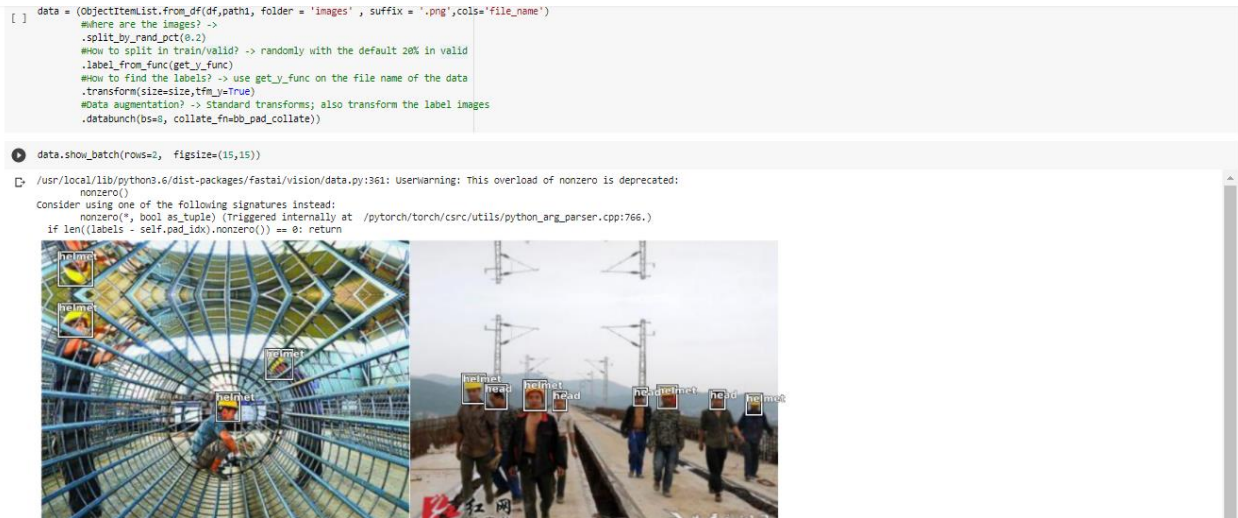 [ ] data = (ObjectItemList.from_df(df,path1, folder = 'images' , suffix = '.png',cols='file_name')
#Where are the images? ->
.split_by_rand_pct(0.2)
#How to split in train/valid? -> randomly with the default 20% in valid
.label_from_func(get_y_func)
#How to find the labels? -> use get_y_func on the file name of the data
.transform(size=size,tfm_y=True)
#Data augmentation? -> Standard transforms; also transform the label images
.databunch(bs=8, collate_fn=bb_pad_collate))
data.show_batch(rows=2, figsize=(15,15))
/usr/local/lib/python3.6/dist-packages/fastai/vision/data.py:361: UserWarning: This overload of nonzero is deprecated:
nonzero()
Consider using one of the following signatures instead:
nonzero(*, bool as_tuple) (Triggered internally at /pytorch/torch/csrc/utils/python_arg_parser.cpp:766.)
if len((labels - self.pad_idx).nonzero()) == 0: return
helmet
helmet
helmet
helmet
helmet head helmet head head helmet head helmet
红网